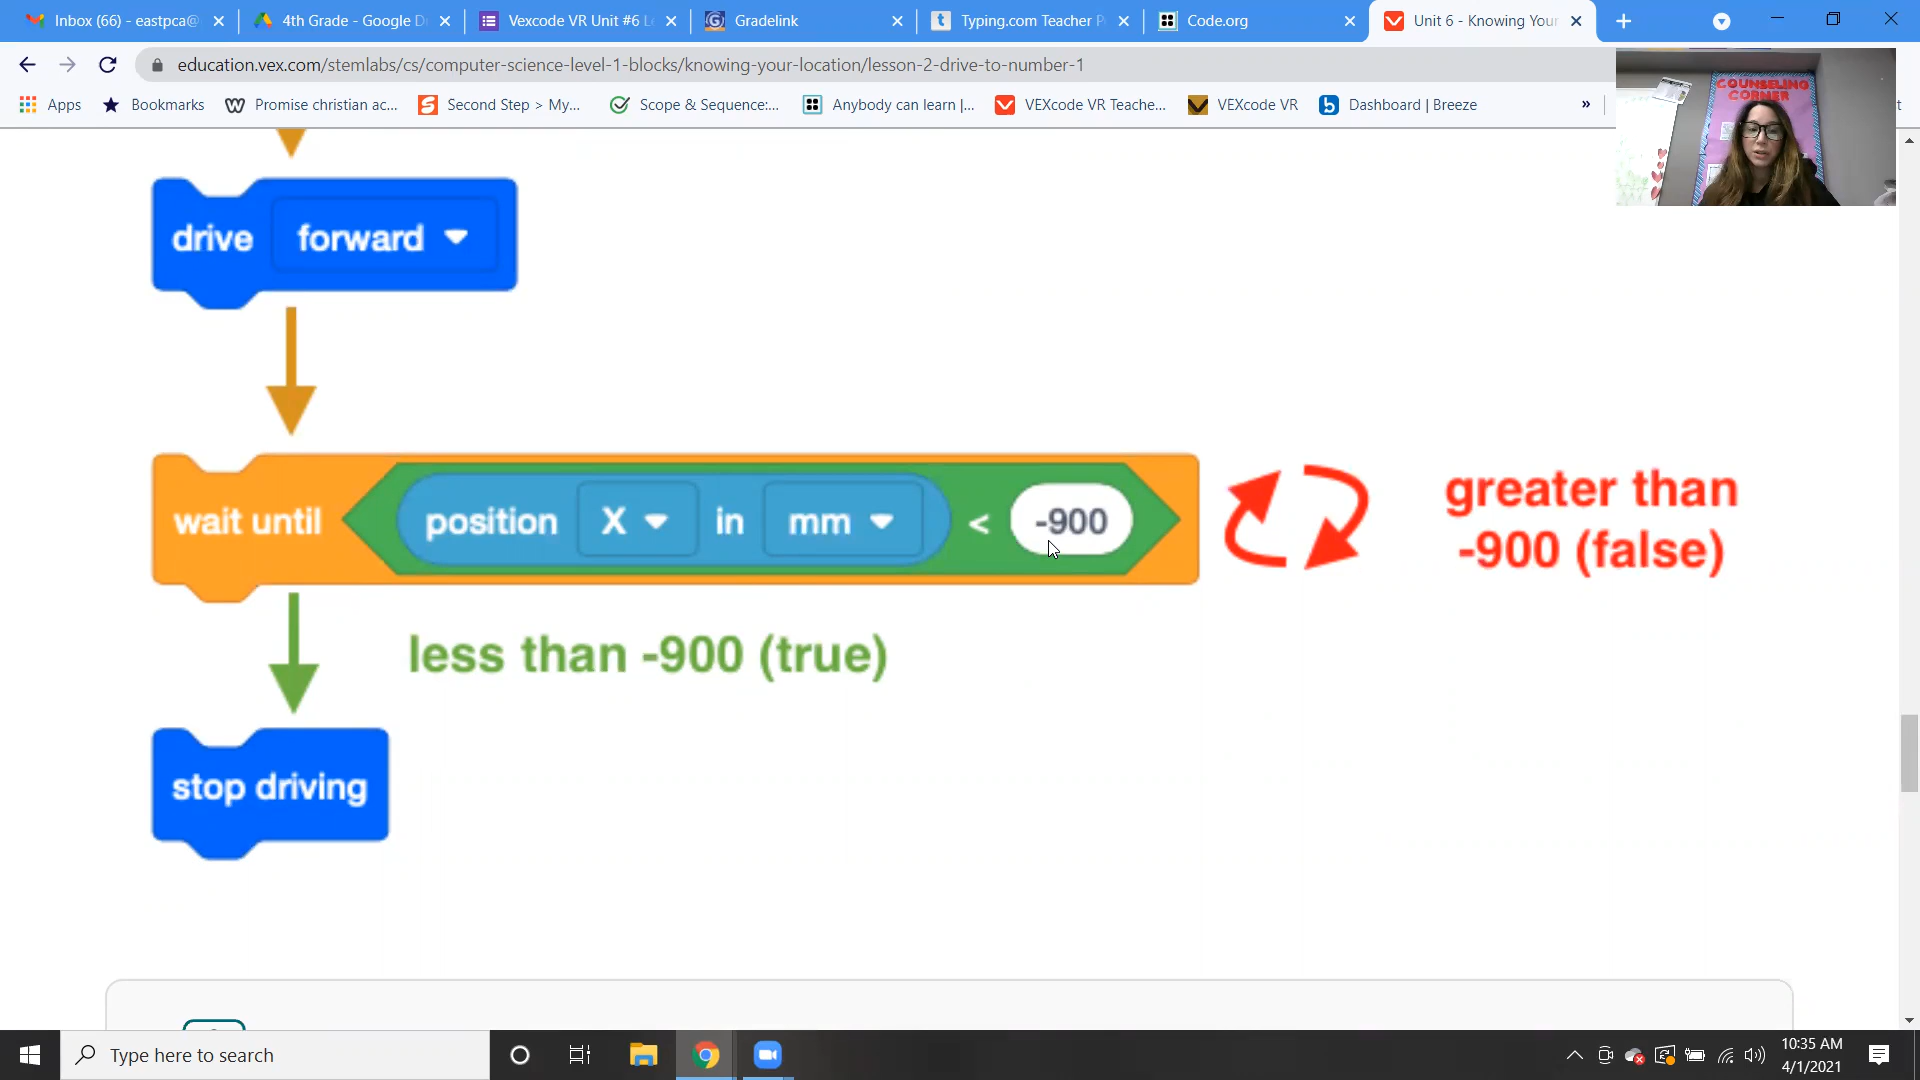 Inbox (66) - eastpca@
4th Grade - Google D
Vexcode VR Unit #6 L
Gradelink
Typing.com Teacher P
Code.org
Unit 6 - Knowing Your
education.vex.com/stemlabs/cs/computer-science-level-1-blocks/knowing-your-location/lesson-2-drive-to-number-1
Apps
Bookmarks
Promise christian ac...
Second Step > My...
Scope & Sequence:...
Anybody can learn |...
VEXcode VR Teache...
VEXcode VR
Dashboard | Breeze
»
COUNSELING
CORNER
drive forward
wait until position X in mm < -900
greater than
-900 (false)
less than -900 (true)
stop driving
Type here to search
10:35 AM
4/1/2021